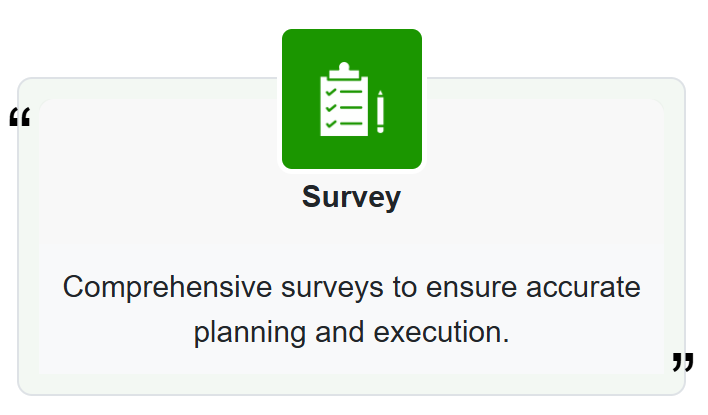 “
Survey
Comprehensive surveys to ensure accurate
planning and execution.
”